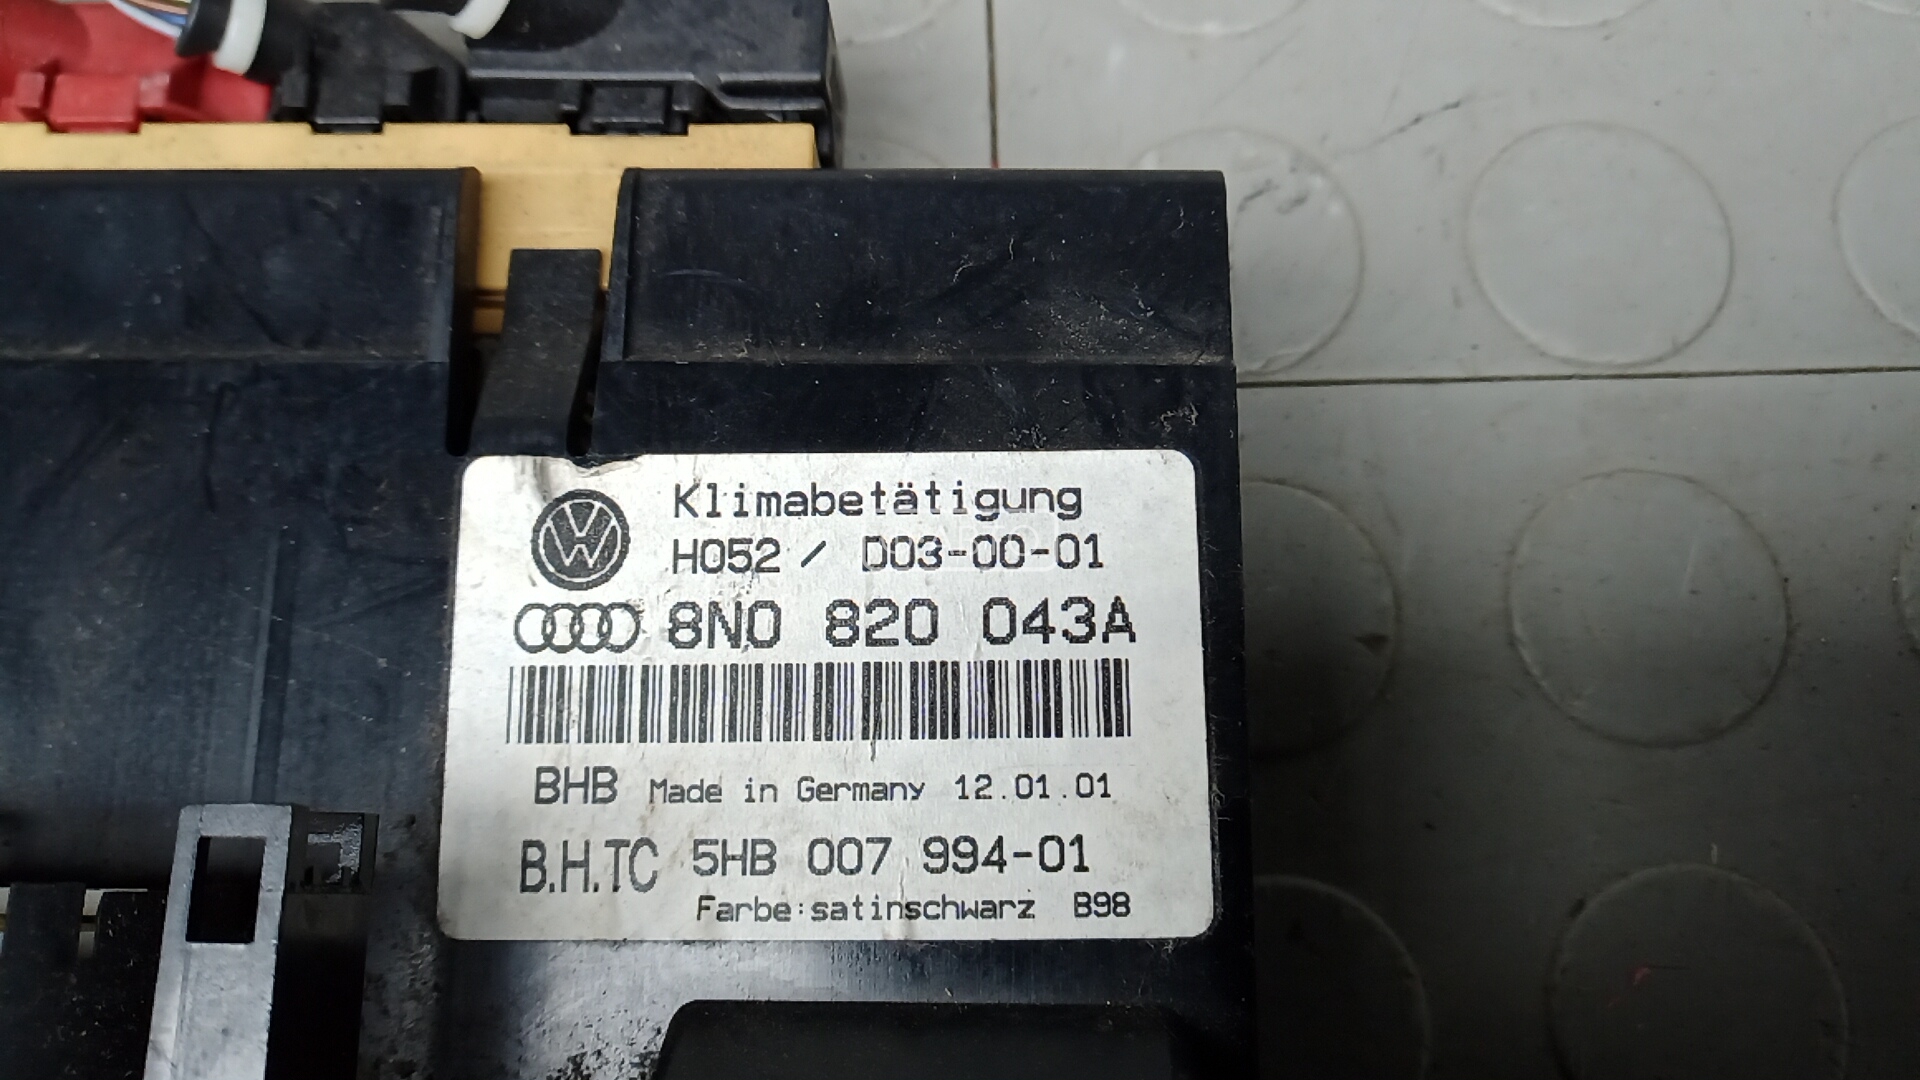 Klimabetätigung
H052 / D03-00-01
8N0 820 043A
BHB Made in Germany 12.01.01
B.H.TC 5HB 007 994-01
Farbe:satinschwarz B98